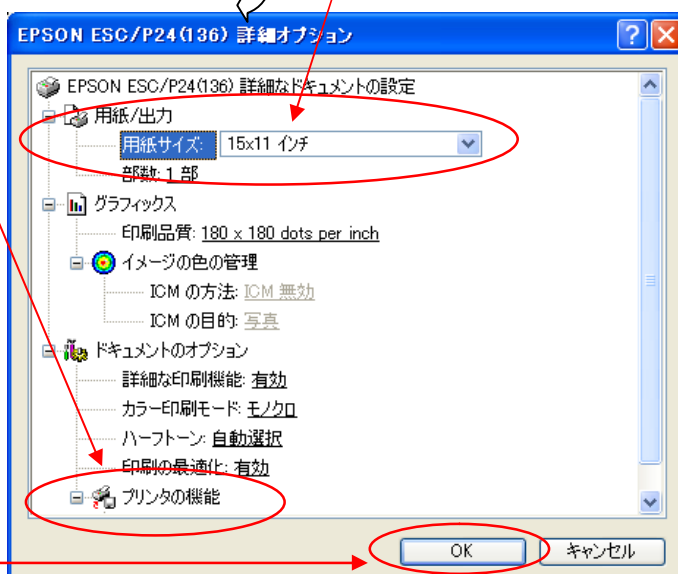 EPSON ESC/P24(136) 詳細オプション
EPSON ESC/P24(136) 詳細なドキュメントの設定
用紙/出力
用紙サイズ: 15x11 インチ
部数: 1 部
グラフィックス
印刷品質: 180 x 180 dots per inch
イメージの色の管理
ICM の方法: ICM 無効
ICM の目的: 写真
ドキュメントのオプション
詳細な印刷機能: 有効
カラー印刷モード: モノクロ
ハーフトーン: 自動選択
印刷の最適化: 有効
プリンタの機能
OK キャンセル